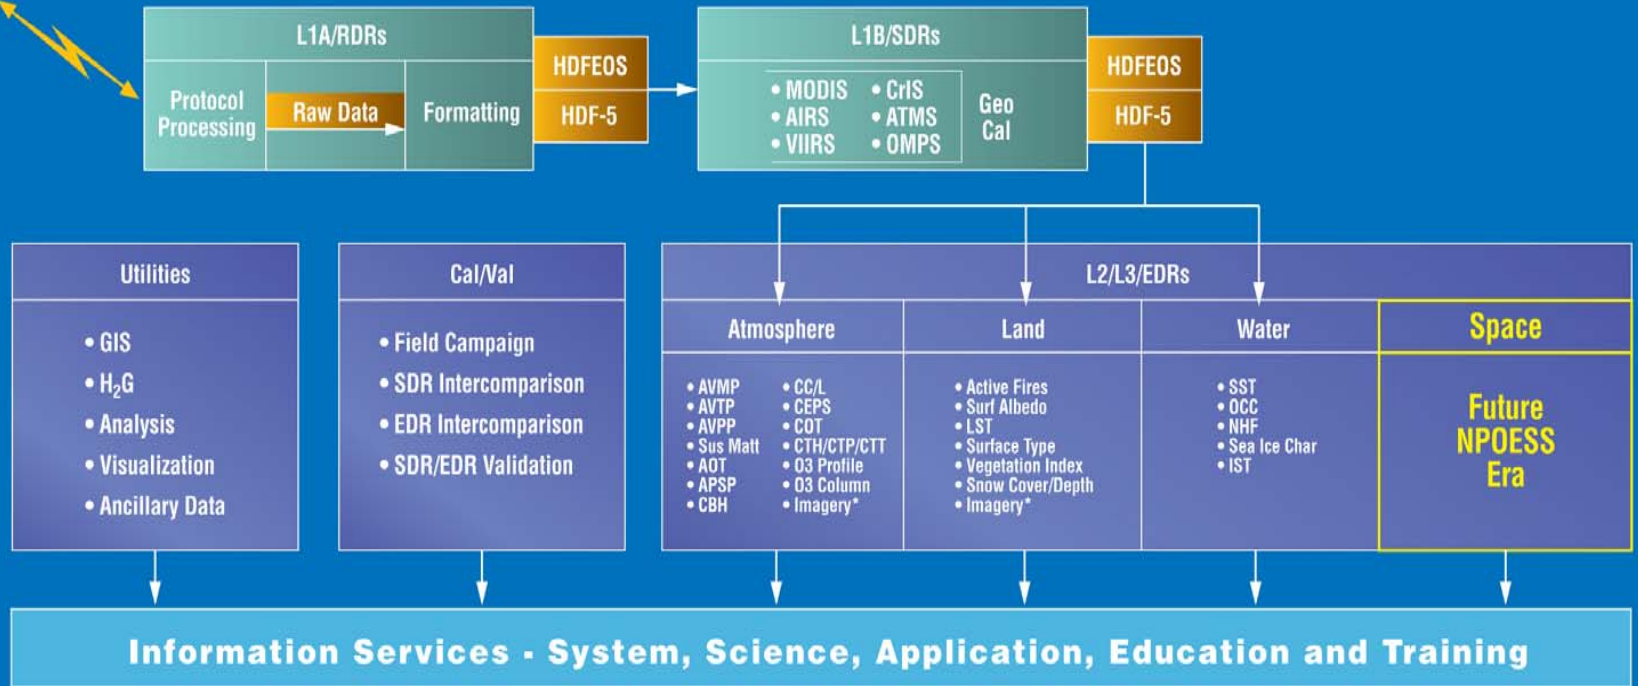 L1A/RDRs
Protocol
Processing
Raw Data
Formatting
HDFEOS
HDF-5
L1B/SDRs
• MODIS
• AIRS
• VIIRS
• CrIS
• ATMS
• OMPS
Geo
Cal
HDFEOS
HDF-5
Utilities
• GIS
• H₂G
• Analysis
• Visualization
• Ancillary Data
Cal/Val
• Field Campaign
• SDR Intercomparison
• EDR Intercomparison
• SDR/EDR Validation
L2/L3/EDRs
Atmosphere
• AVMP
• AVTP
• AVPP
• Sus Matt
• AOT
• APSP
• CBH
• CC/L
• CEPS
• COT
• CTH/CTP/CTT
• O3 Profile
• O3 Column
• Imagery*
Land
• Active Fires
• Surf Albedo
• LST
• Surface Type
• Vegetation Index
• Snow Cover/Depth
• Imagery*
Water
• SST
• OCC
• NHF
• Sea Ice Char
• IST
Space
Future
NPOESS
Era
Information Services - System, Science, Application, Education and Training